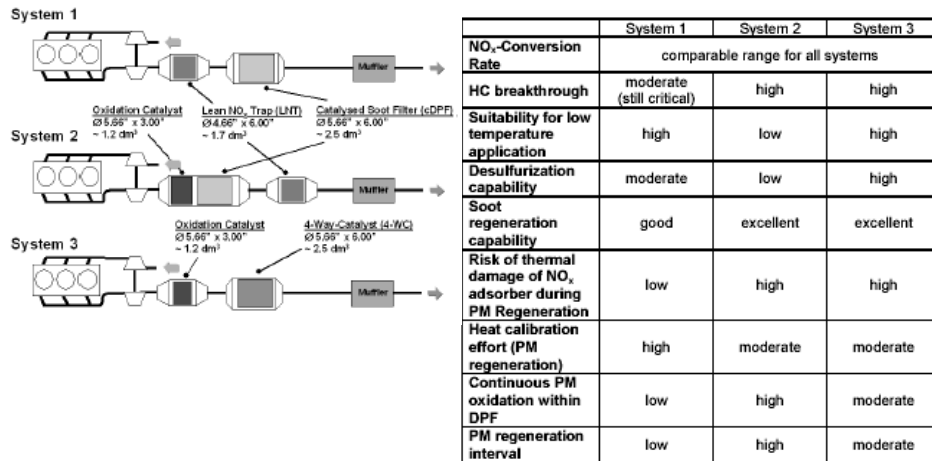 System 1
Muffler
Oxidation Catalyst
Ø 5.66" x 3.00"
~ 1.2 dm³
Lean NOx Trap (LNT)
Ø 4.66" x 6.00"
~ 1.7 dm³
Catalysed Soot Filter (cDPF)
Ø 5.66" x 6.00"
~ 2.5 dm³
System 2
Muffler
Oxidation Catalyst
Ø 5.66" x 3.00"
~ 1.2 dm³
4-Way-Catalyst (4-WC)
Ø 5.66" x 6.00"
~ 2.5 dm³
System 3
Muffler
System 1 System 2 System 3
NOx-Conversion
Rate
comparable range for all systems
HC breakthrough
moderate
(still critical)
high
high
Suitability for low
temperature
application
high
low
high
Desulfurization
capability
moderate
low
high
Soot
regeneration
capability
good
excellent
excellent
Risk of thermal
damage of NOx
adsorber during
PM Regeneration
low
high
high
Heat calibration
effort (PM
regeneration)
high
moderate
moderate
Continuous PM
oxidation within
DPF
low
high
moderate
PM regeneration
interval
low
high
moderate